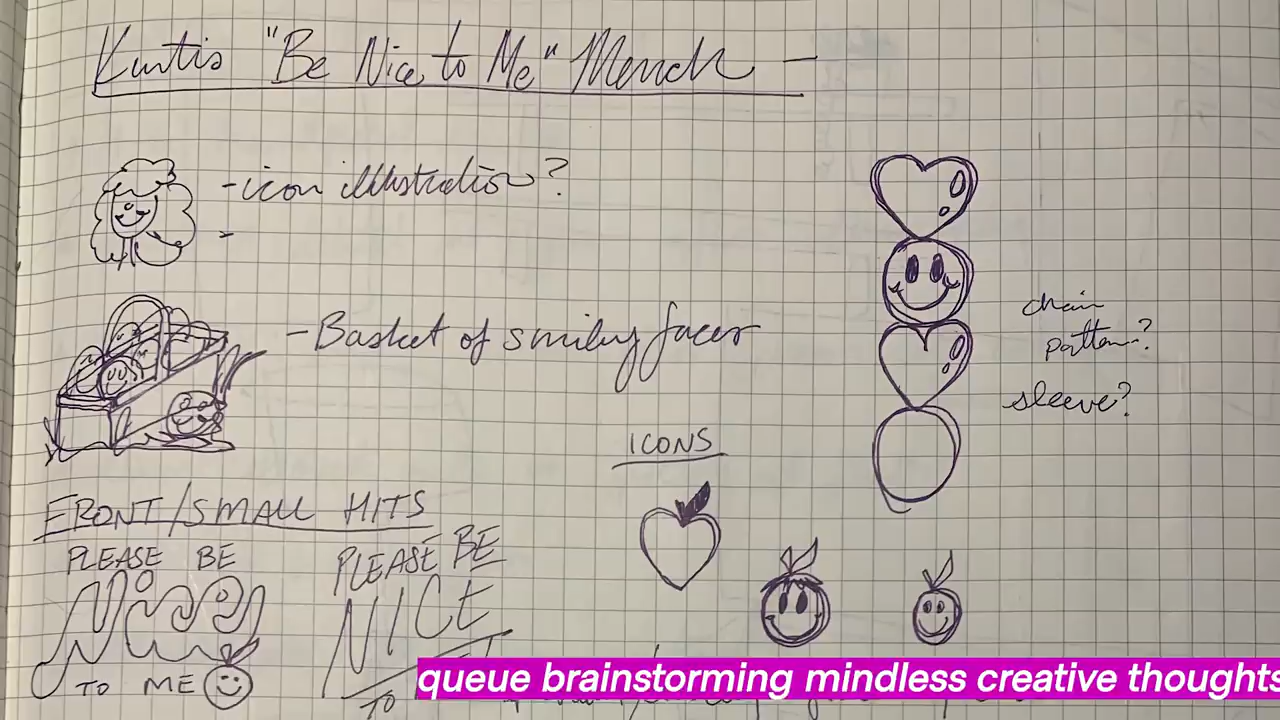 Kurtis "Be Nice to Me" Merch -
-icon illustration?
-
-Basket of smiley faces
chain
pattern?
sleeve?
ICONS
FRONT/SMALL HITS
PLEASE BE
Nice
TO ME
PLEASE BE
NICE
TO
queue brainstorming mindless creative thoughts